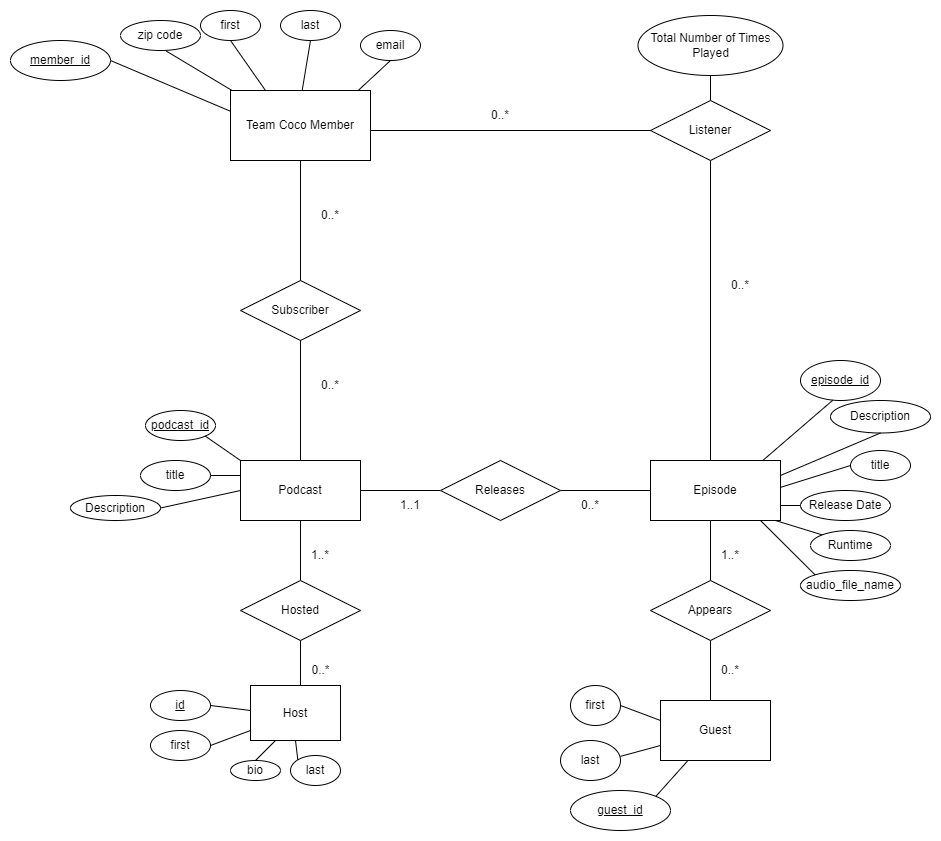 first
last
zip code
email
member_id
Total Number of Times
Played
Team Coco Member
0..*
Listener
0..*
0..*
Subscriber
0..*
episode_id
Description
podcast_id
title
title
Description
Podcast
1..1
Releases
0..*
Episode
Release Date
Runtime
audio_file_name
1..*
1..*
Hosted
Appears
0..*
0..*
id
Host
first
bio
last
first
Guest
last
guest_id